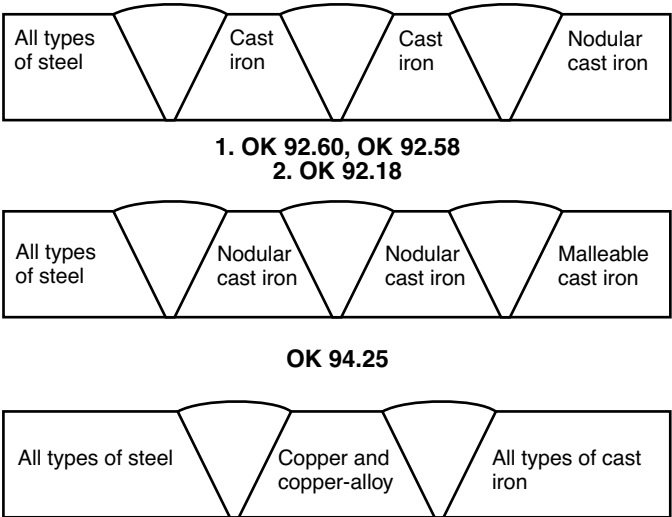 All types
of steel
Cast
iron
Cast
iron
Nodular
cast iron
1. OK 92.60, OK 92.58
2. OK 92.18
All types
of steel
Nodular
cast iron
Nodular
cast iron
Malleable
cast iron
OK 94.25
All types of steel
Copper and
copper-alloy
All types of cast
iron